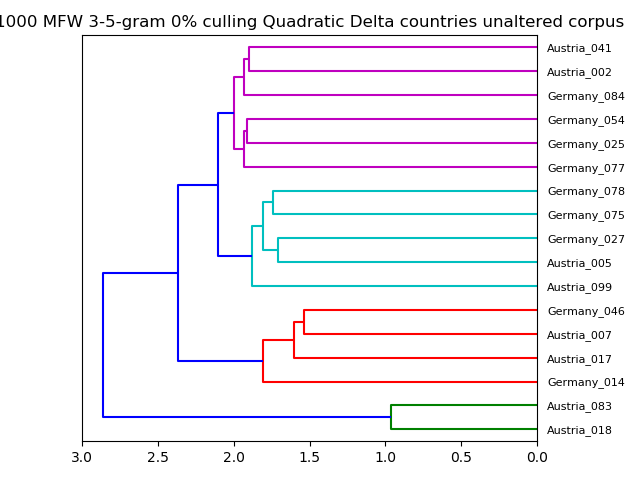 1000 MFW 3-5-gram 0% culling Quadratic Delta countries unaltered corpus
Austria_041
Austria_002
Germany_084
Germany_054
Germany_025
Germany_077
Germany_078
Germany_075
Germany_027
Austria_005
Austria_099
Germany_046
Austria_007
Austria_017
Germany_014
Austria_083
Austria_018
3.0 2.5 2.0 1.5 1.0 0.5 0.0